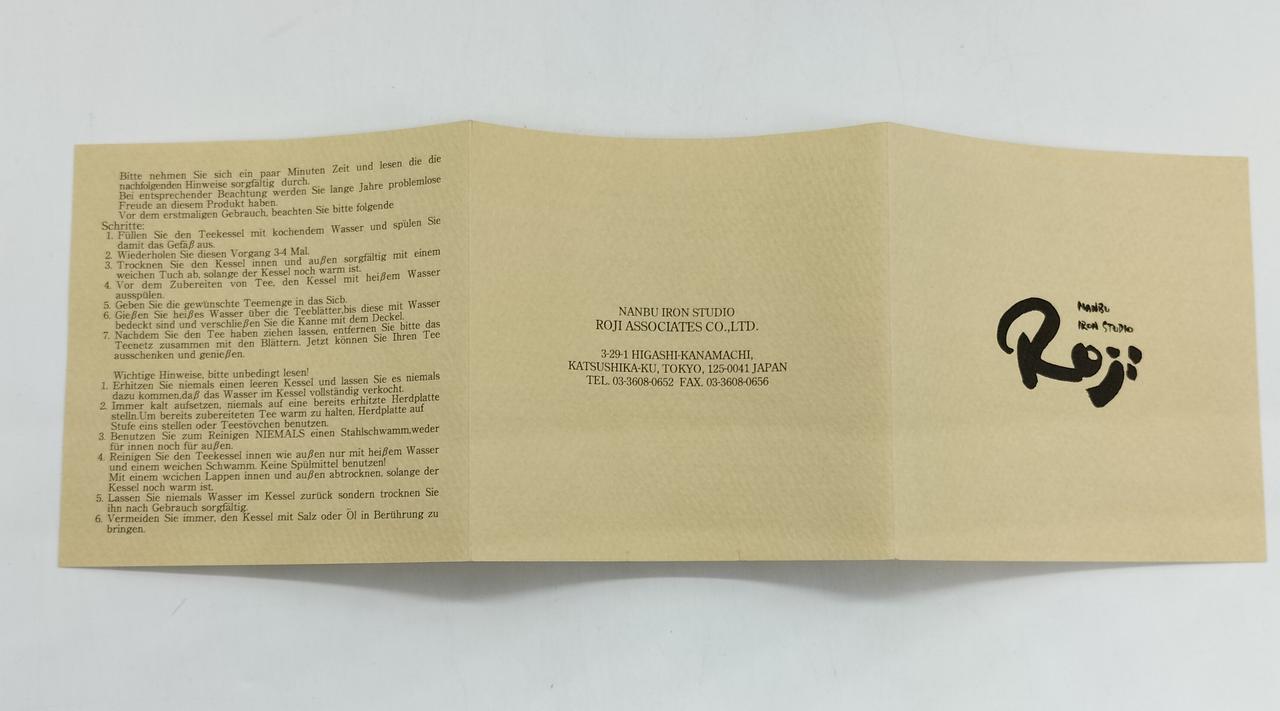 Bitte nehmen Sie sich ein paar Minuten Zeit und lesen die die
nachfolgenden Hinweise sorgfältig durch.
Bei entsprechender Beachtung werden Sie lange Jahre problemlose
Freude an diesem Produkt haben.
Vor dem erstmaligen Gebrauch, beachten Sie bitte folgende
Schritte:
1. Füllen Sie den Teekessel mit kochendem Wasser und spülen Sie
damit das Gefäß aus.
2. Wiederholen Sie diesen Vorgang 3-4 Mal.
3. Trocknen Sie den Kessel innen und außen sorgfältig mit einem
weichen Tuch ab, solange der Kessel noch warm ist.
4. Vor dem Zubereiten von Tee, den Kessel mit heißem Wasser
ausspülen.
5. Geben Sie die gewünschte Teemenge in das Sicb.
6. Gießen Sie heißes Wasser über die Teeblätter,bis diese mit Wasser
bedeckt sind und verschließen Sie die Kanne mit dem Deckel.
7. Nachdem Sie den Tee haben ziehen lassen, entfernen Sie bitte das
Teenetz zusammen mit den Blättern. Jetzt können Sie Ihren Tee
ausschenken und genießen.
Wichtige Hinweise, bitte unbedingt lesen!
1. Erhitzen Sie niemals einen leeren Kessel und lassen Sie es niemals
dazu kommen,daß das Wasser im Kessel vollständig verkocht.
2. Immer kalt aufsetzen, niemals auf eine bereits erhitzte Herdplatte
stelln.Um bereits zubereiteten Tee warm zu halten, Herdplatte auf
Stufe eins stellen oder Teestövchen benutzen.
3. Benutzen Sie zum Reinigen NIEMALS einen Stahlschwamm,weder
für innen noch für außen.
4. Reinigen Sie den Teekessel innen wie außen nur mit heißem Wasser
und einem weichen Schwamm. Keine Spülmittel benutzen!
Mit einem wcichen Lappen innen und außen abtrocknen, solange der
Kessel noch warm ist.
5. Lassen Sie niemals Wasser im Kessel zurück sondern trocknen Sie
ihn nach Gebrauch sorgfältig.
6. Vermeiden Sie immer, den Kessel mit Salz oder Öl in Berührung zu
bringen.
NANBU IRON STUDIO
ROJI ASSOCIATES CO.,LTD.
3-29-1 HIGASHI-KANAMACHI,
KATSUSHIKA-KU, TOKYO, 125-0041 JAPAN
TEL. 03-3608-0652 FAX. 03-3608-0656
NANBU
IRON STUDIO
Roji